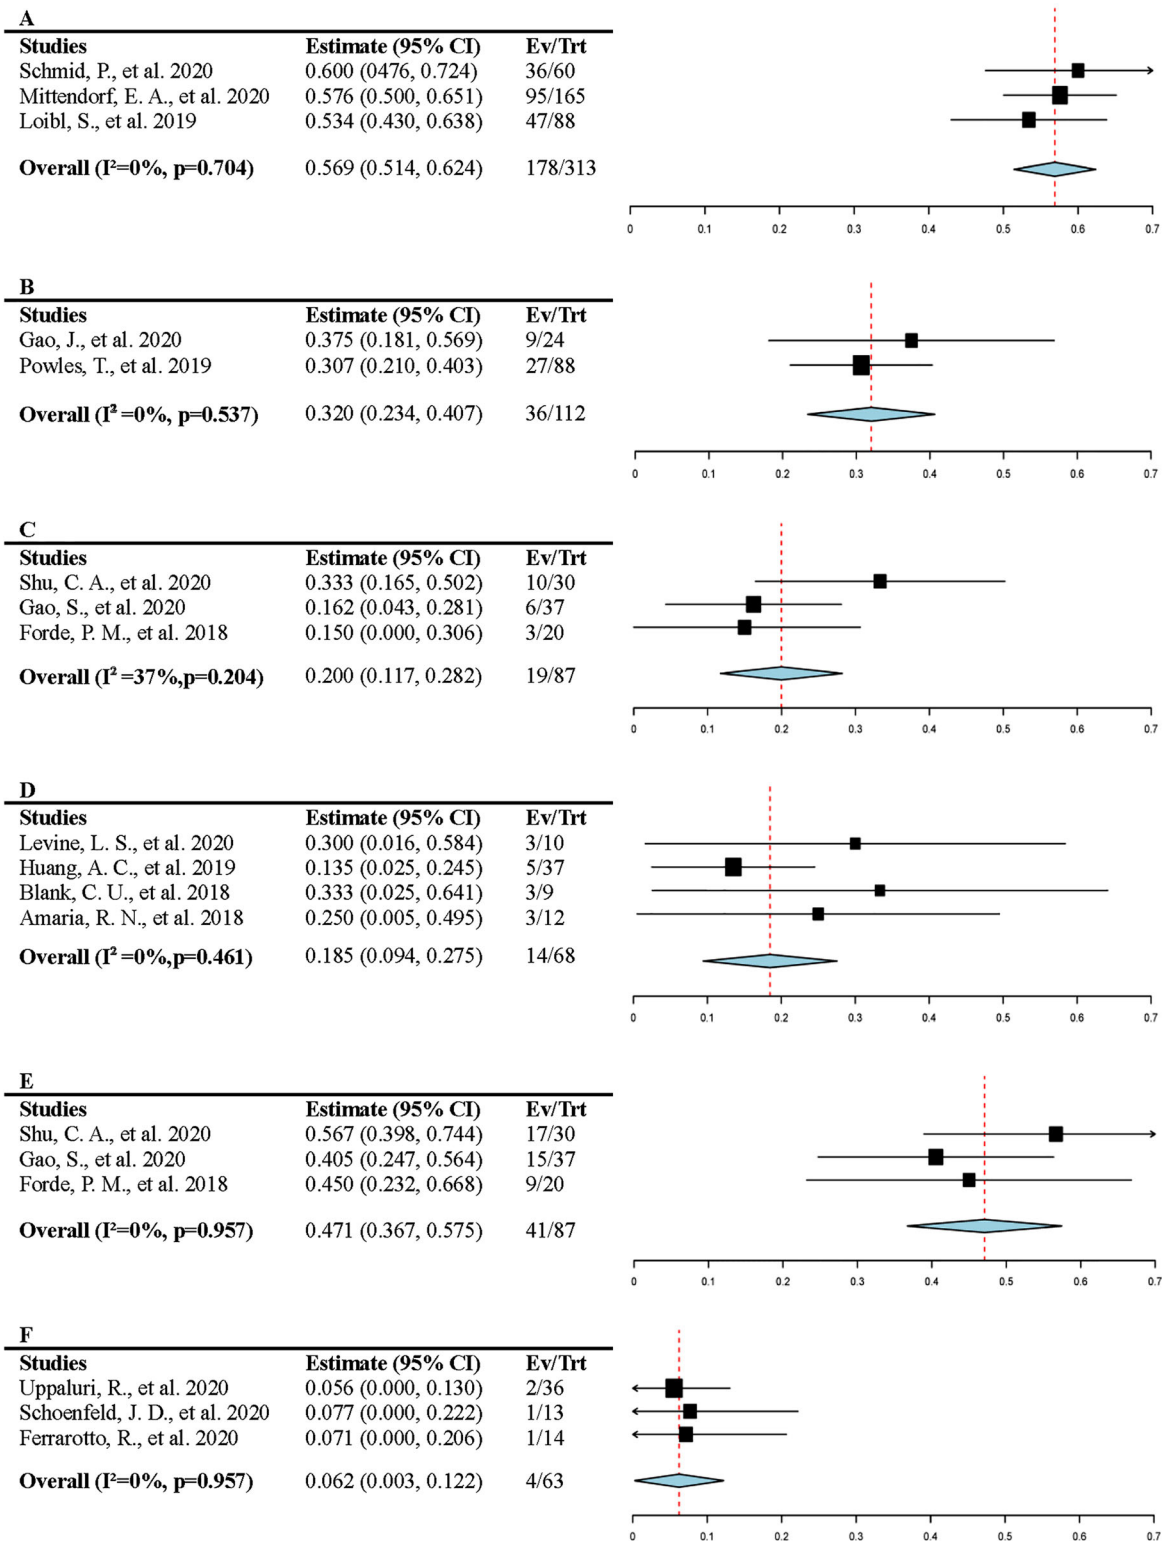 A
Studies Estimate (95% CI) Ev/Trt
Schmid, P., et al. 2020 0.600 (0476, 0.724) 36/60
Mittendorf, E. A., et al. 2020 0.576 (0.500, 0.651) 95/165
Loibl, S., et al. 2019 0.534 (0.430, 0.638) 47/88
Overall (I²=0%, p=0.704) 0.569 (0.514, 0.624) 178/313
0 0.1 0.2 0.3 0.4 0.5 0.6 0.7
B
Studies Estimate (95% CI) Ev/Trt
Gao, J., et al. 2020 0.375 (0.181, 0.569) 9/24
Powles, T., et al. 2019 0.307 (0.210, 0.403) 27/88
Overall (I² =0%, p=0.537) 0.320 (0.234, 0.407) 36/112
0 0.1 0.2 0.3 0.4 0.5 0.6 0.7
C
Studies Estimate (95% CI) Ev/Trt
Shu, C. A., et al. 2020 0.333 (0.165, 0.502) 10/30
Gao, S., et al. 2020 0.162 (0.043, 0.281) 6/37
Forde, P. M., et al. 2018 0.150 (0.000, 0.306) 3/20
Overall (I² =37%,p=0.204) 0.200 (0.117, 0.282) 19/87
0 0.1 0.2 0.3 0.4 0.5 0.6 0.7
D
Studies Estimate (95% CI) Ev/Trt
Levine, L. S., et al. 2020 0.300 (0.016, 0.584) 3/10
Huang, A. C., et al. 2019 0.135 (0.025, 0.245) 5/37
Blank, C. U., et al. 2018 0.333 (0.025, 0.641) 3/9
Amaria, R. N., et al. 2018 0.250 (0.005, 0.495) 3/12
Overall (I² =0%,p=0.461) 0.185 (0.094, 0.275) 14/68
0 0.1 0.2 0.3 0.4 0.5 0.6 0.7
E
Studies Estimate (95% CI) Ev/Trt
Shu, C. A., et al. 2020 0.567 (0.398, 0.744) 17/30
Gao, S., et al. 2020 0.405 (0.247, 0.564) 15/37
Forde, P. M., et al. 2018 0.450 (0.232, 0.668) 9/20
Overall (I²=0%, p=0.957) 0.471 (0.367, 0.575) 41/87
0 0.1 0.2 0.3 0.4 0.5 0.6 0.7
F
Studies Estimate (95% CI) Ev/Trt
Uppaluri, R., et al. 2020 0.056 (0.000, 0.130) 2/36
Schoenfeld, J. D., et al. 2020 0.077 (0.000, 0.222) 1/13
Ferrarotto, R., et al. 2020 0.071 (0.000, 0.206) 1/14
Overall (I²=0%, p=0.957) 0.062 (0.003, 0.122) 4/63
0 0.1 0.2 0.3 0.4 0.5 0.6 0.7